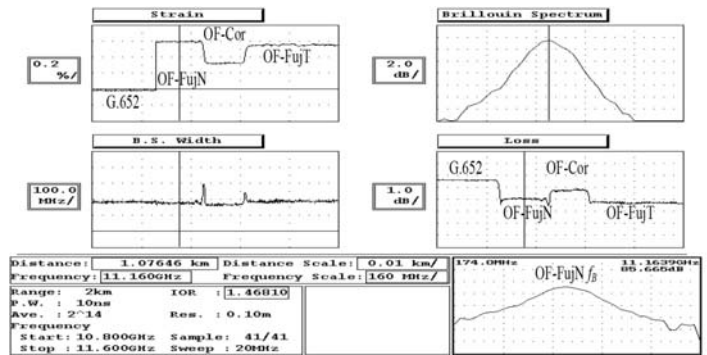 Strain
0.2
%/
OF-Cor
OF-FujT
OF-FujN
G.652
Brillouin Spectrum
2.0
dB/
B.S. Width
100.0
MHz/
Loss
1.0
dB/
G.652
OF-Cor
OF-FujN
OF-FujT
Distance: 1.07646 km Distance Scale: 0.01 km/
Frequency: 11.160GHz Frequency Scale: 160 MHz/
Range: 2km IOR : 1.46810
P.W. : 10ns
Ave. : 2^14 Res. : 0.10m
Frequency
Start: 10.800GHz Sample: 41/41
Stop : 11.600GHz Sweep : 20MHz
174.0MHz
11.1639GHz
85.665dB
OF-FujN fB